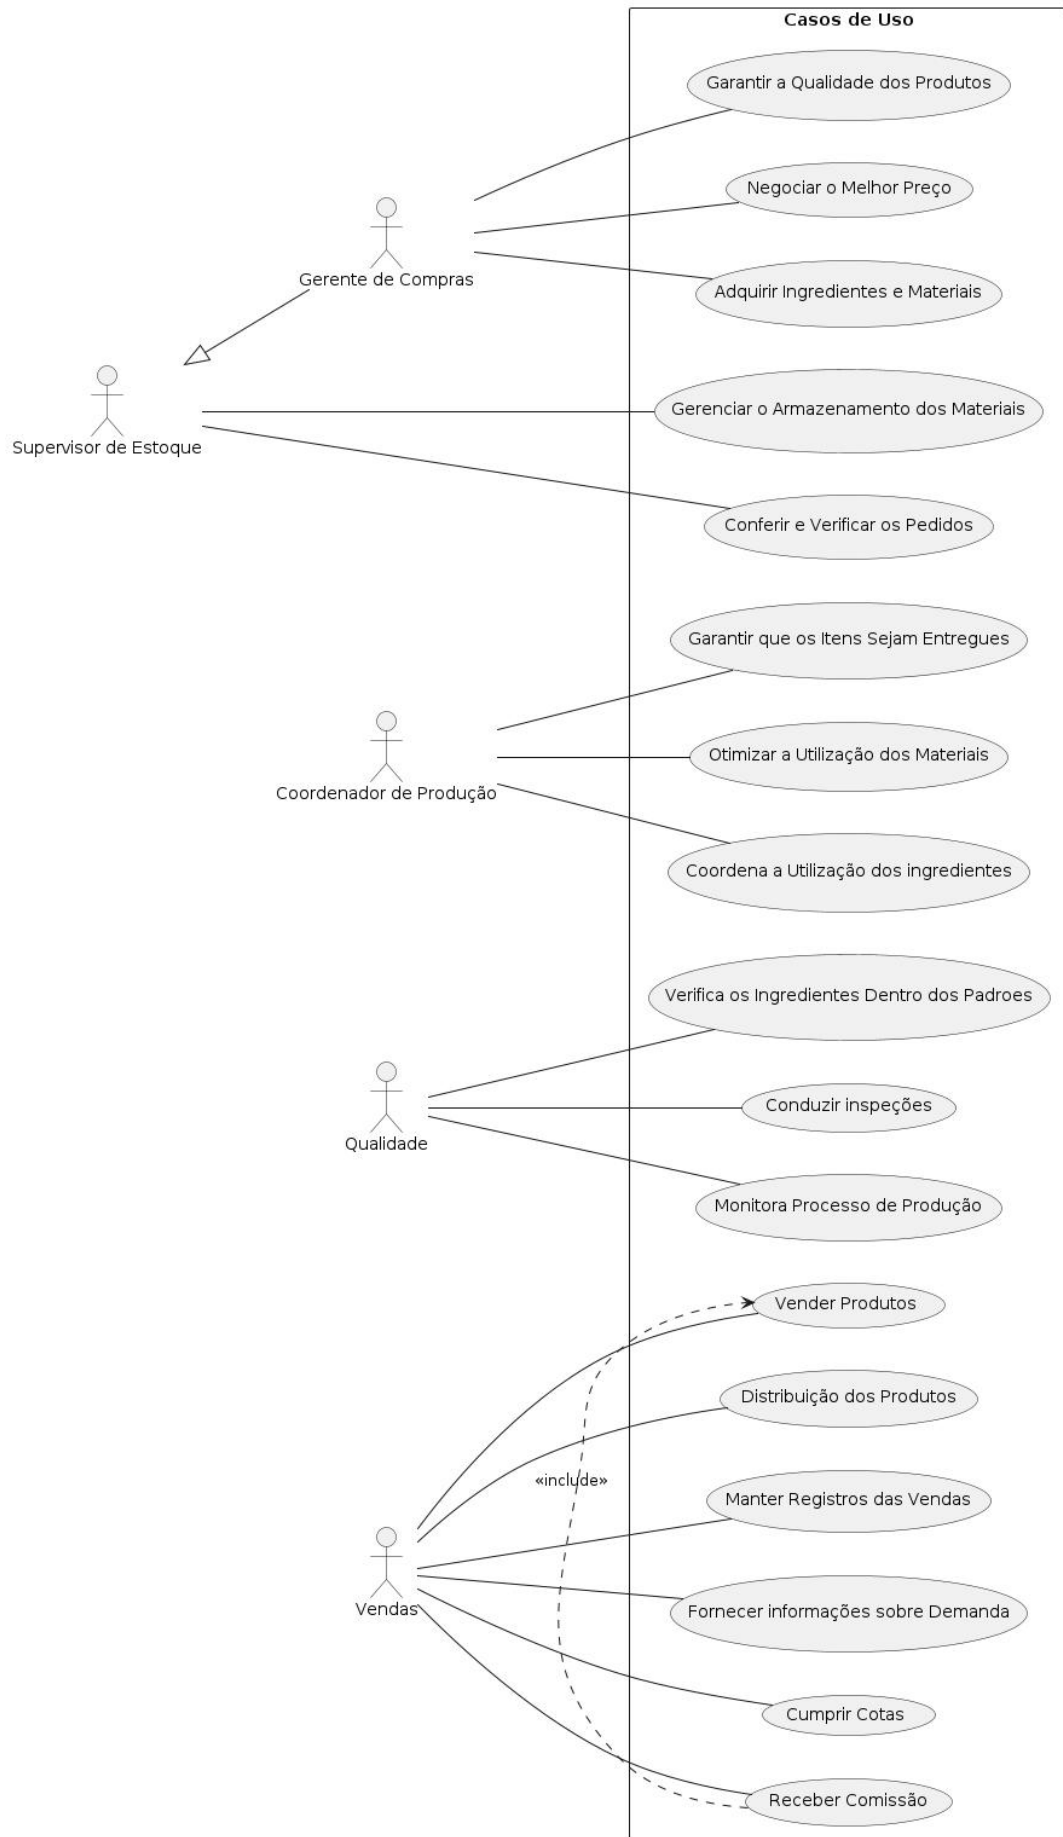 Casos de Uso
Garantir a Qualidade dos Produtos
Negociar o Melhor Preço
Gerente de Compras
Adquirir Ingredientes e Materiais
Gerenciar o Armazenamento dos Materiais
Supervisor de Estoque
Conferir e Verificar os Pedidos
Garantir que os Itens Sejam Entregues
Otimizar a Utilização dos Materiais
Coordenador de Produção
Coordena a Utilização dos ingredientes
Verifica os Ingredientes Dentro dos Padroes
Conduzir inspeções
Qualidade
Monitora Processo de Produção
Vender Produtos
Distribuição dos Produtos
«include»
Manter Registros das Vendas
Vendas
Fornecer informações sobre Demanda
Cumprir Cotas
Receber Comissão